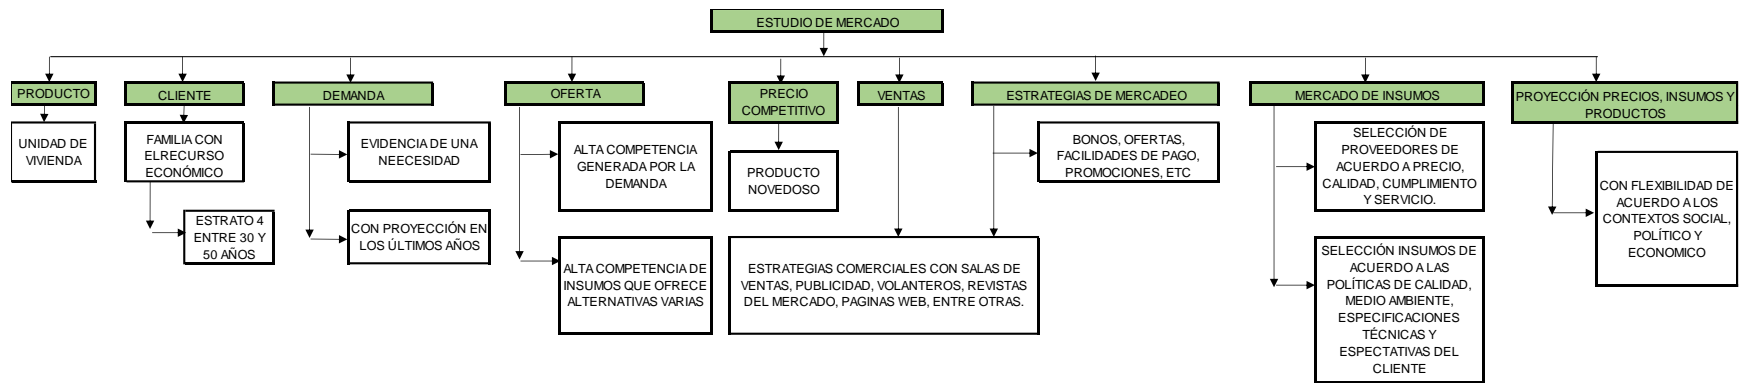 ESTUDIO DE MERCADO
PRODUCTO
UNIDAD DE
VIVIENDA
CLIENTE
FAMILIA CON
ELRECURSO
ECONÓMICO
ESTRATO 4
ENTRE 30 Y
50 AÑOS
DEMANDA
EVIDENCIA DE UNA
NEECESIDAD
CON PROYECCIÓN EN
LOS ÚLTIMOS AÑOS
OFERTA
ALTA COMPETENCIA
GENERADA POR LA
DEMANDA
ALTA COMPETENCIA DE
INSUMOS QUE OFRECE
ALTERNATIVAS VARIAS
PRECIO
COMPETITIVO
PRODUCTO
NOVEDOSO
VENTAS
ESTRATEGIAS DE MERCADEO
BONOS, OFERTAS,
FACILIDADES DE PAGO,
PROMOCIONES, ETC
ESTRATEGIAS COMERCIALES CON SALAS DE
VENTAS, PUBLICIDAD, VOLANTEROS, REVISTAS
DEL MERCADO, PAGINAS WEB, ENTRE OTRAS.
MERCADO DE INSUMOS
SELECCIÓN DE
PROVEEDORES DE
ACUERDO A PRECIO,
CALIDAD, CUMPLIMIENTO
Y SERVICIO.
SELECCIÓN INSUMOS DE
ACUERDO A LAS
POLÍTICAS DE CALIDAD,
MEDIO AMBIENTE,
ESPECIFICACIONES
TÉCNICAS Y
ESPECTATIVAS DEL
CLIENTE
PROYECCIÓN PRECIOS, INSUMOS Y
PRODUCTOS
CON FLEXIBILIDAD DE
ACUERDO A LOS
CONTEXTOS SOCIAL,
POLÍTICO Y
ECONOMICO